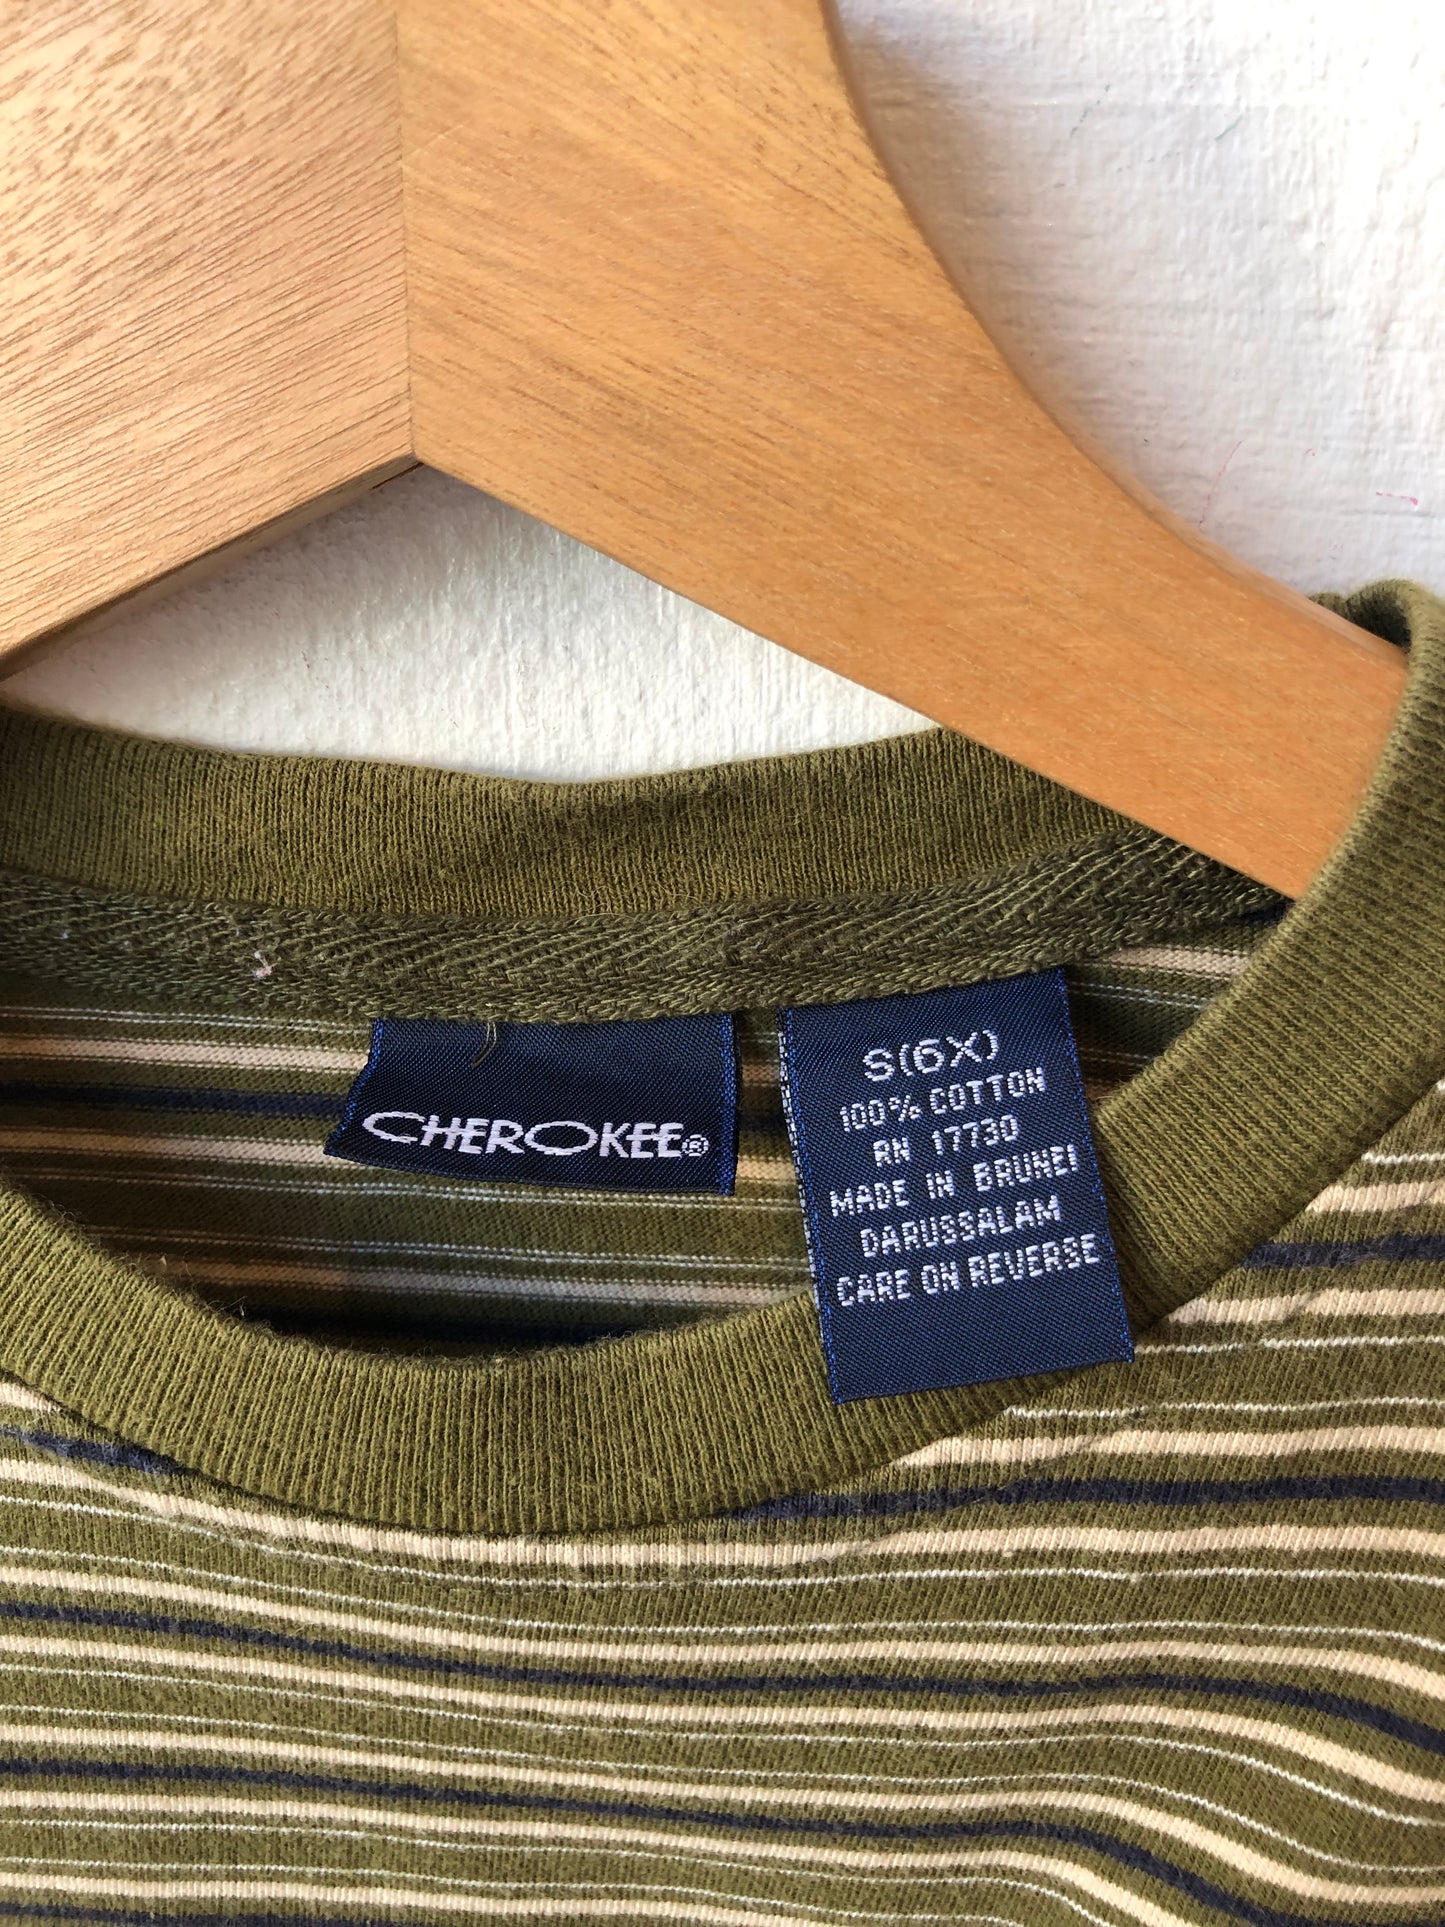 CHEROKEE®
S(6X)
100% COTTON
RN 17730
MADE IN BRUNEI
DARUSSALAM
CARE ON REVERSE